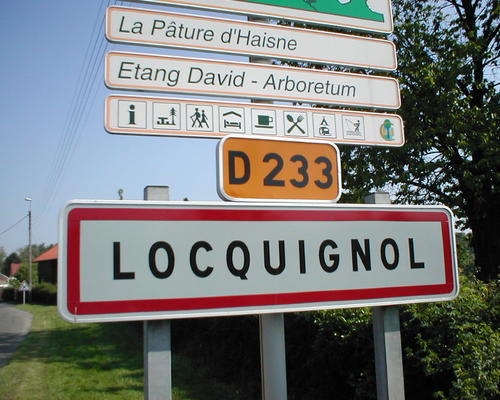 La Pâture d'Haisne
Etang David - Arboretum
i
D 233
LOCQUIGNOL